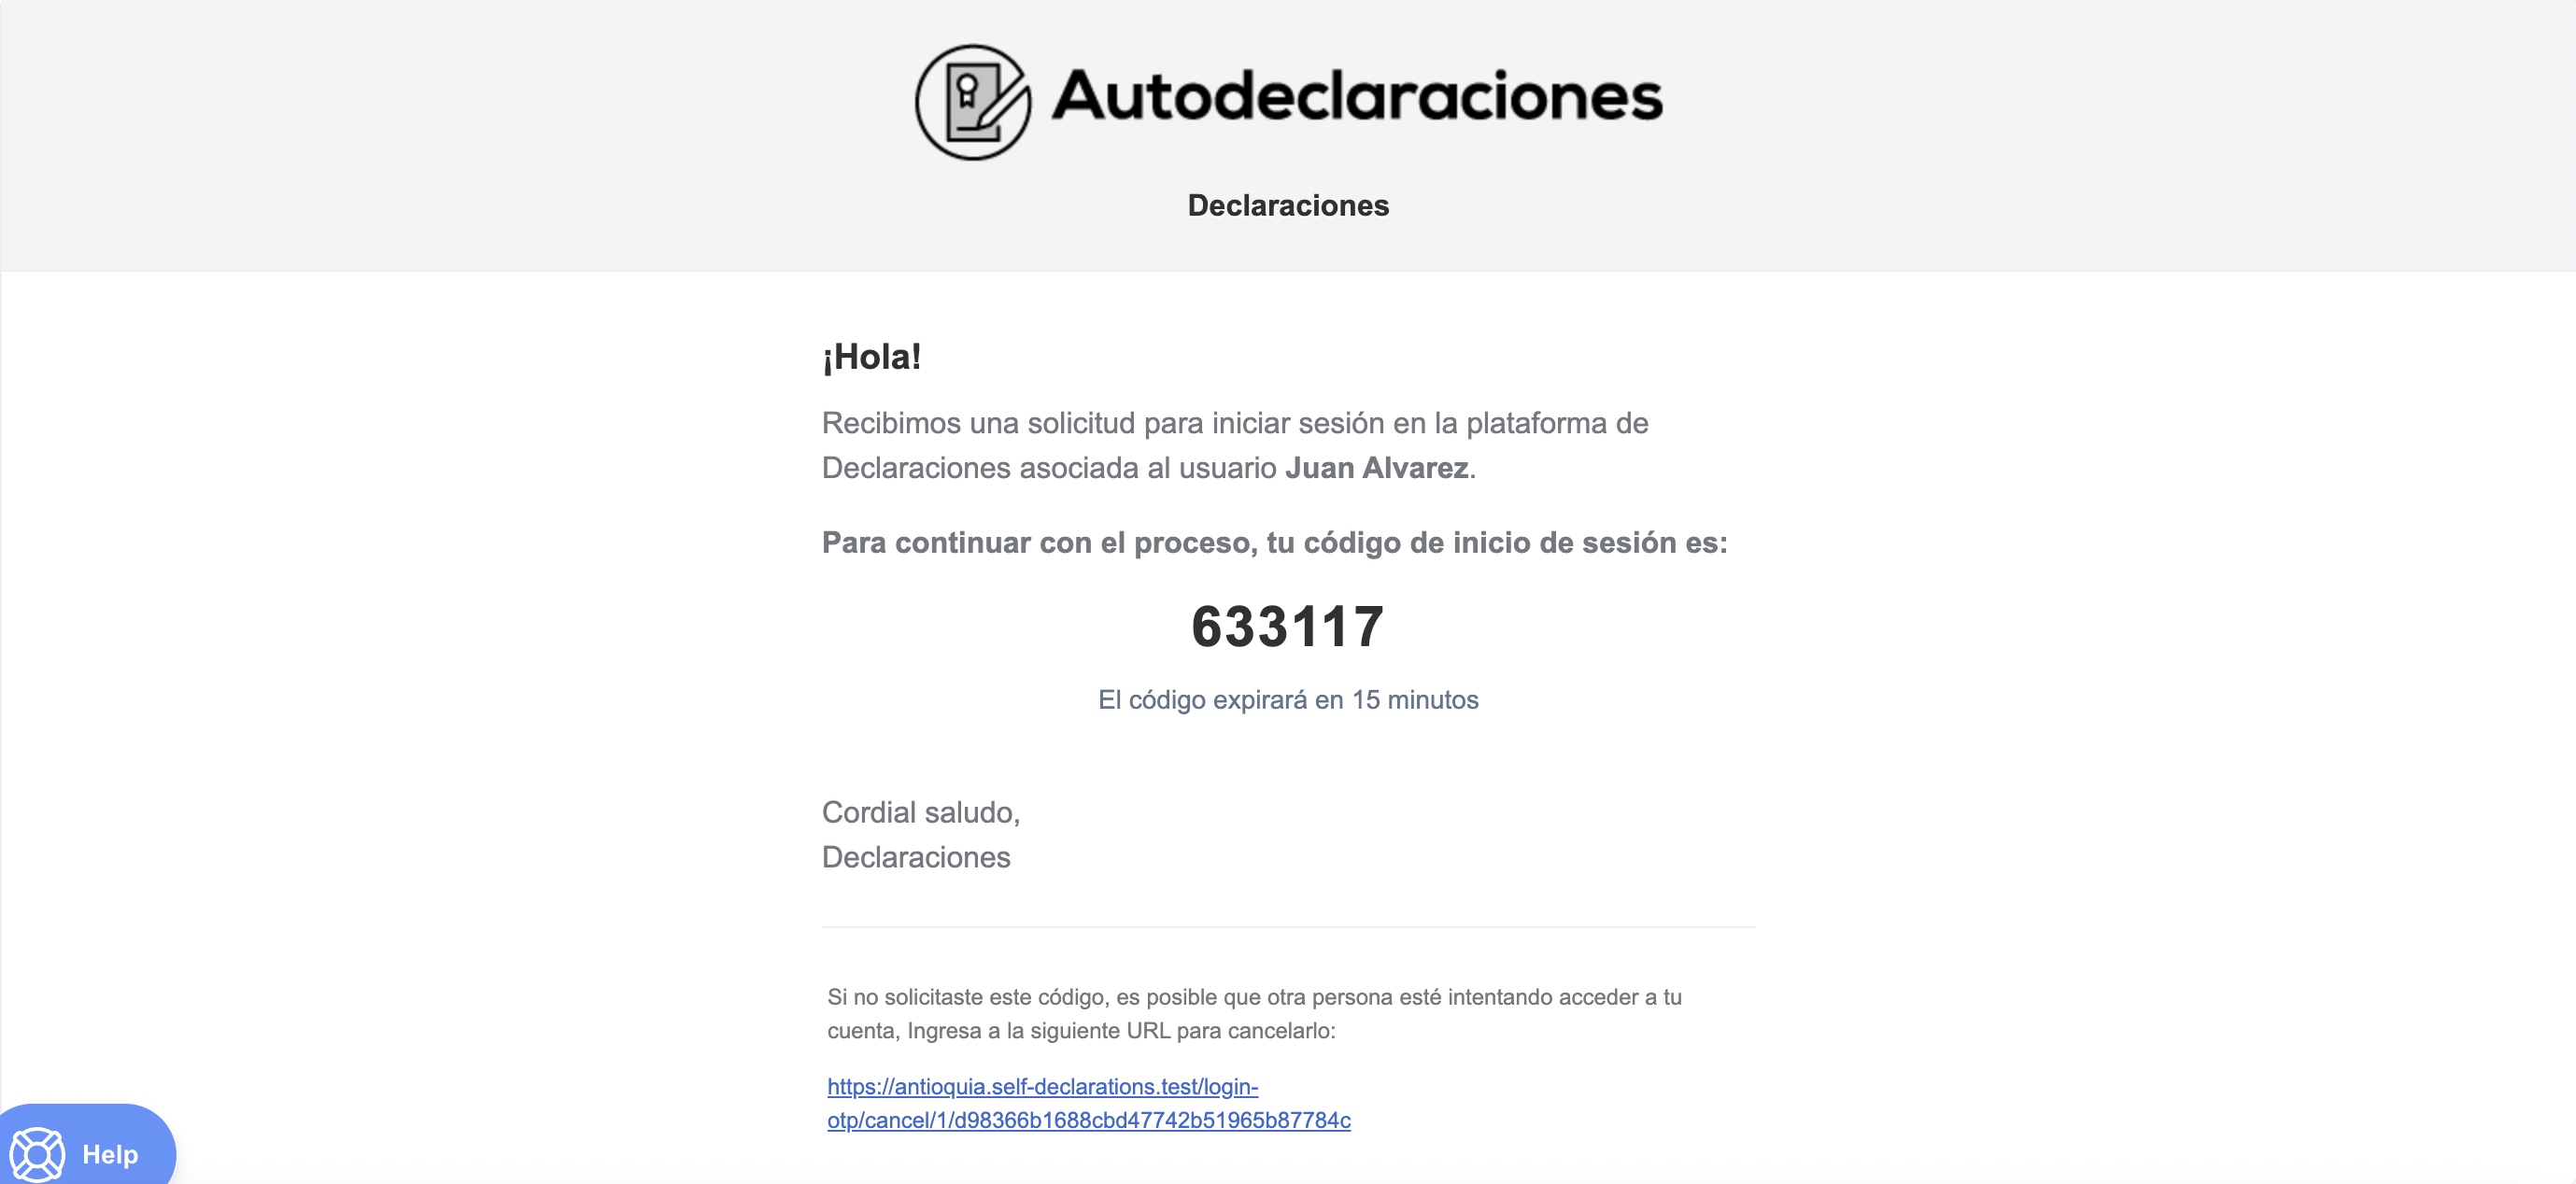 Autodeclaraciones
Declaraciones
¡Hola!
Recibimos una solicitud para iniciar sesión en la plataforma de
Declaraciones asociada al usuario Juan Alvarez.
Para continuar con el proceso, tu código de inicio de sesión es:
633117
El código expirará en 15 minutos
Cordial saludo,
Declaraciones
Si no solicitaste este código, es posible que otra persona esté intentando acceder a tu
cuenta, Ingresa a la siguiente URL para cancelarlo:
https://antioquia.self-declarations.test/login-
otp/cancel/1/d98366b1688cbd47742b51965b87784c
Help